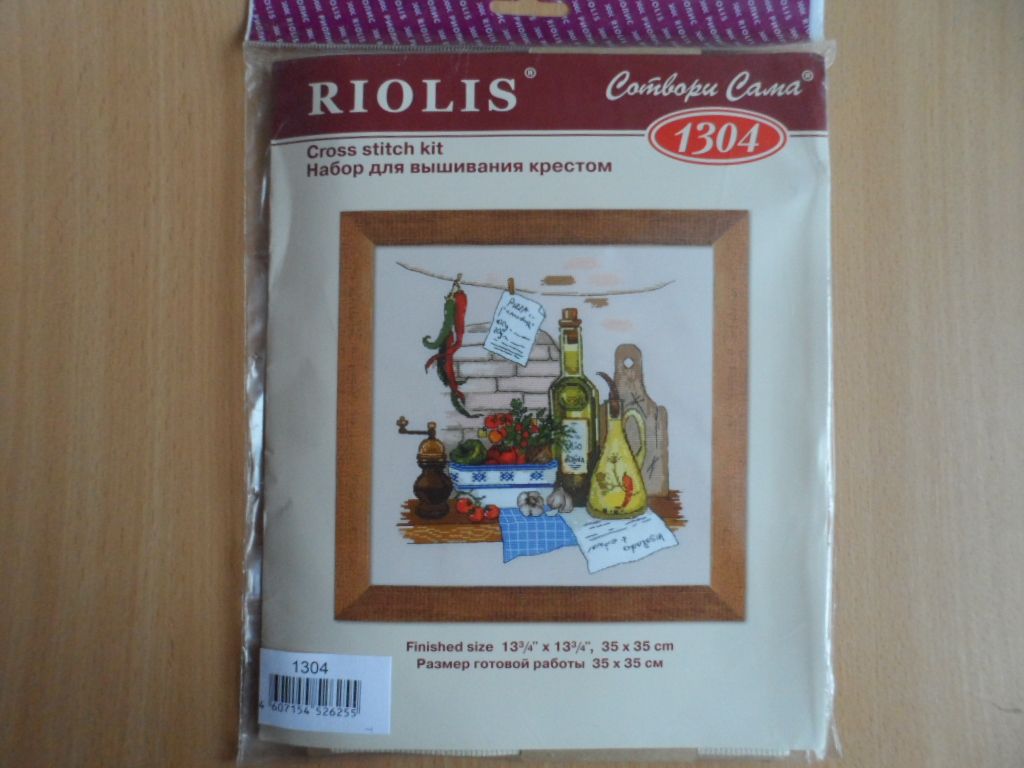 RIOLIS®
Сотвори Сама®
1304
Cross stitch kit
Набор для вышивания крестом
Olio
Finished size 13¾" x 13¾", 35 x 35 cm
Размер готовой работы 35 x 35 см
1304
4 607154 526255